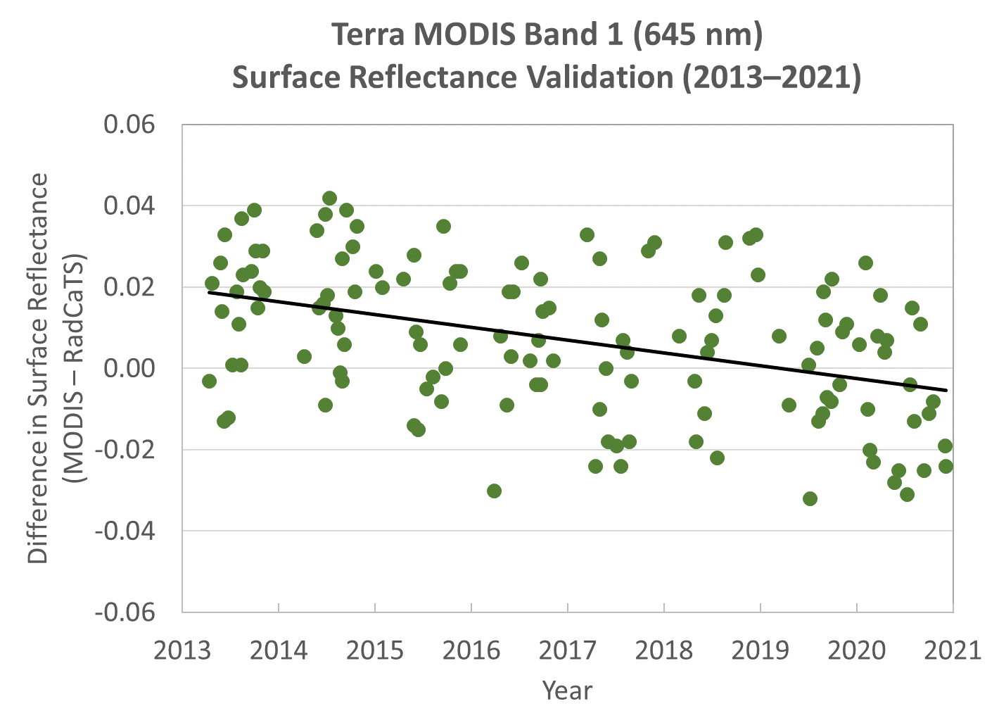 Terra MODIS Band 1 (645 nm)
Surface Reflectance Validation (2013–2021)
Difference in Surface Reflectance
(MODIS – RadCaTS)
0.06
0.04
0.02
0.00
-0.02
-0.04
-0.06
2013 2014 2015 2016 2017 2018 2019 2020 2021
Year